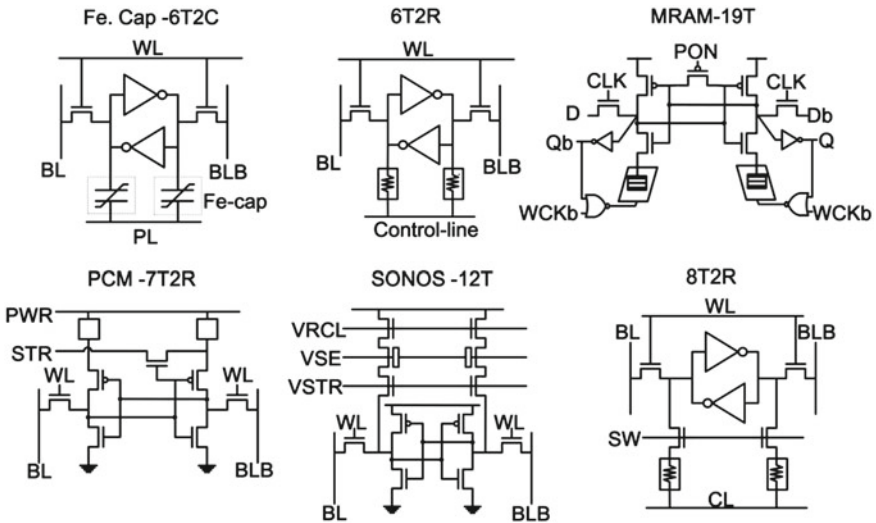 Fe. Cap -6T2C
WL
BL
BLB
Fe-cap
PL
6T2R
WL
BL
BLB
Control-line
MRAM-19T
PON
CLK
CLK
D
Db
Qb
Q
WCKb
WCKb
PCM -7T2R
PWR
STR
WL
WL
BL
BLB
SONOS -12T
VRCL
VSE
VSTR
WL
WL
BL
BLB
8T2R
WL
BL
BLB
SW
CL